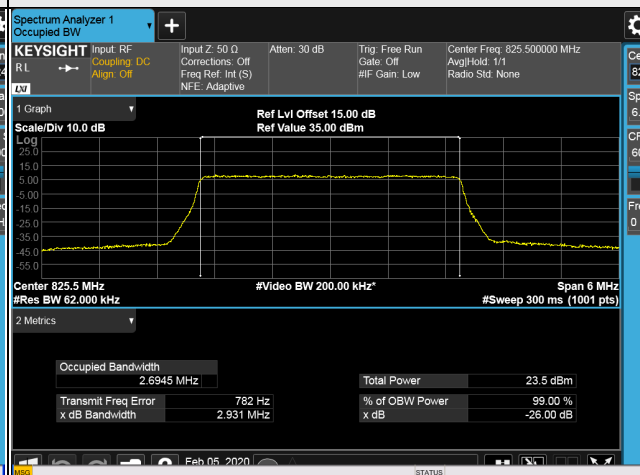 Spectrum Analyzer 1
Occupied BW
KEYSIGHT
R L
LXI
Input: RF
Coupling: DC
Align: Off
Input Z: 50 Ω
Corrections: Off
Freq Ref: Int (S)
NFE: Adaptive
Atten: 30 dB
Trig: Free Run
Gate: Off
#IF Gain: Low
Center Freq: 825.500000 MHz
Avg|Hold: 1/1
Radio Std: None
1 Graph
Scale/Div 10.0 dB
Ref Lvl Offset 15.00 dB
Ref Value 35.00 dBm
Log
25.0
15.0
5.00
-5.00
-15.0
-25.0
-35.0
-45.0
-55.0
Center 825.5 MHz
#Res BW 62.000 kHz
#Video BW 200.00 kHz*
Span 6 MHz
#Sweep 300 ms (1001 pts)
2 Metrics
Occupied Bandwidth
2.6945 MHz
Total Power 23.5 dBm
Transmit Freq Error 782 Hz
% of OBW Power 99.00 %
x dB Bandwidth 2.931 MHz
x dB -26.00 dB
Feb 05, 2020
MSG
STATUS